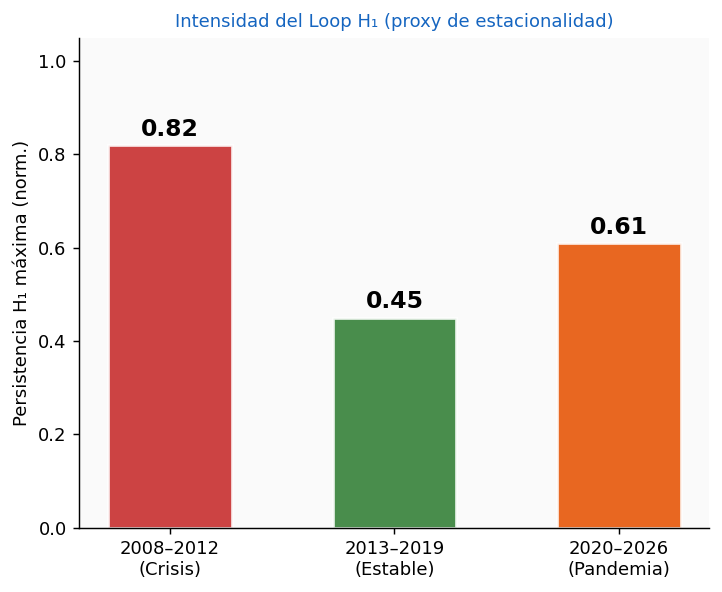 Intensidad del Loop H₁ (proxy de estacionalidad)
Persistencia H₁ máxima (norm.)
1.0
0.8
0.6
0.4
0.2
0.0
0.82
0.45
0.61
2008–2012
(Crisis)
2013–2019
(Estable)
2020–2026
(Pandemia)